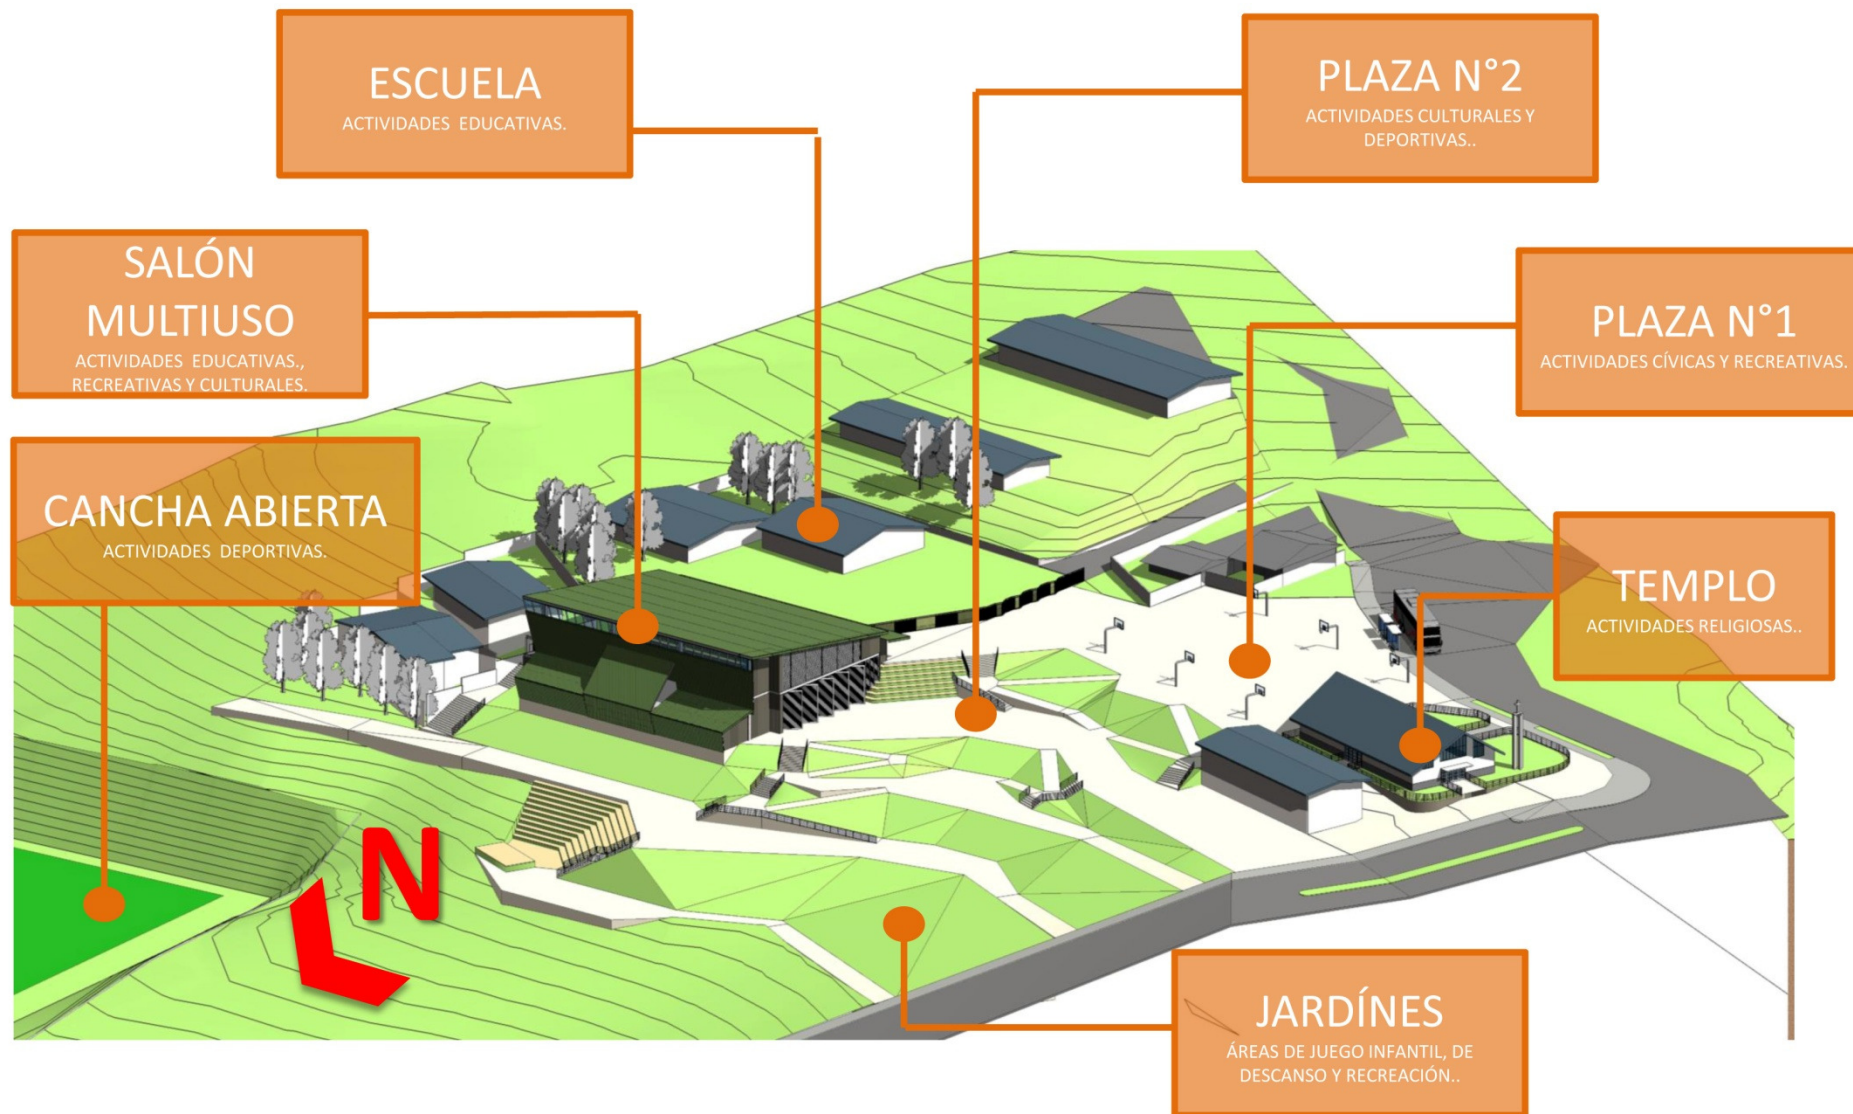 ESCUELA
ACTIVIDADES EDUCATIVAS.
PLAZA N°2
ACTIVIDADES CULTURALES Y
DEPORTIVAS..
SALÓN
MULTIUSO
ACTIVIDADES EDUCATIVAS.,
RECREATIVAS Y CULTURALES.
PLAZA N°1
ACTIVIDADES CÍVICAS Y RECREATIVAS.
CANCHA ABIERTA
ACTIVIDADES DEPORTIVAS.
TEMPLO
ACTIVIDADES RELIGIOSAS..
N
JARDÍNES
ÁREAS DE JUEGO INFANTIL, DE
DESCANSO Y RECREACIÓN..